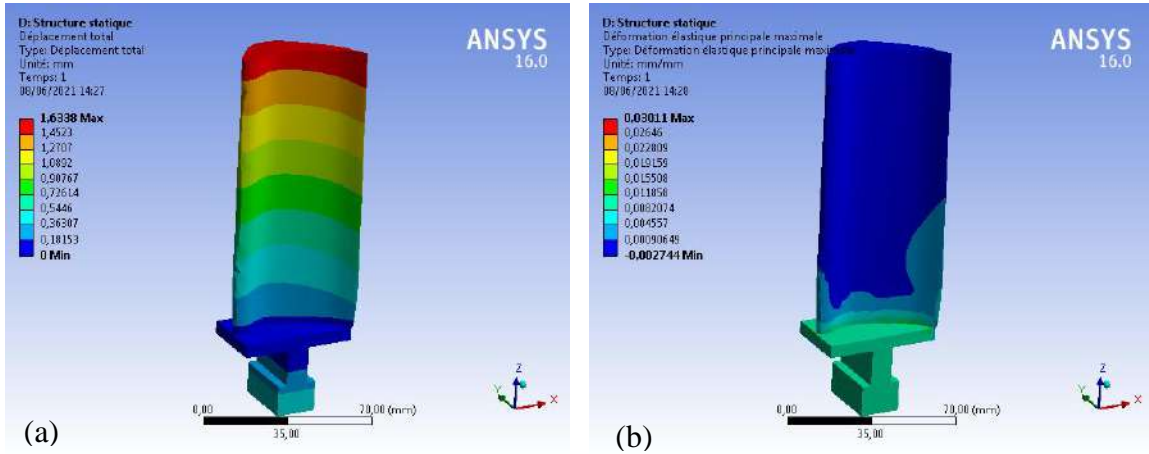 D: Structure statique
Déplacement total
Type: Déplacement total
Unité: mm
Temps: 1
08/06/2021 14:27
1,6338 Max
1,4523
1,2707
1,0892
0,90767
0,72614
0,5446
0,36307
0,18153
0 Min
ANSYS
16.0
0,00
70,00 (mm)
35,00
Z
Y
X
(a)
D: Structure statique
Déformation élastique principale maximale
Type: Déformation élastique principale maximale
Unité: mm/mm
Temps: 1
08/06/2021 14:28
0,03011 Max
0,02646
0,022809
0,019159
0,015508
0,011858
0,0082074
0,004557
0,00090649
-0,002744 Min
ANSYS
16.0
0,00
70,00 (mm)
35,00
Z
Y
X
(b)